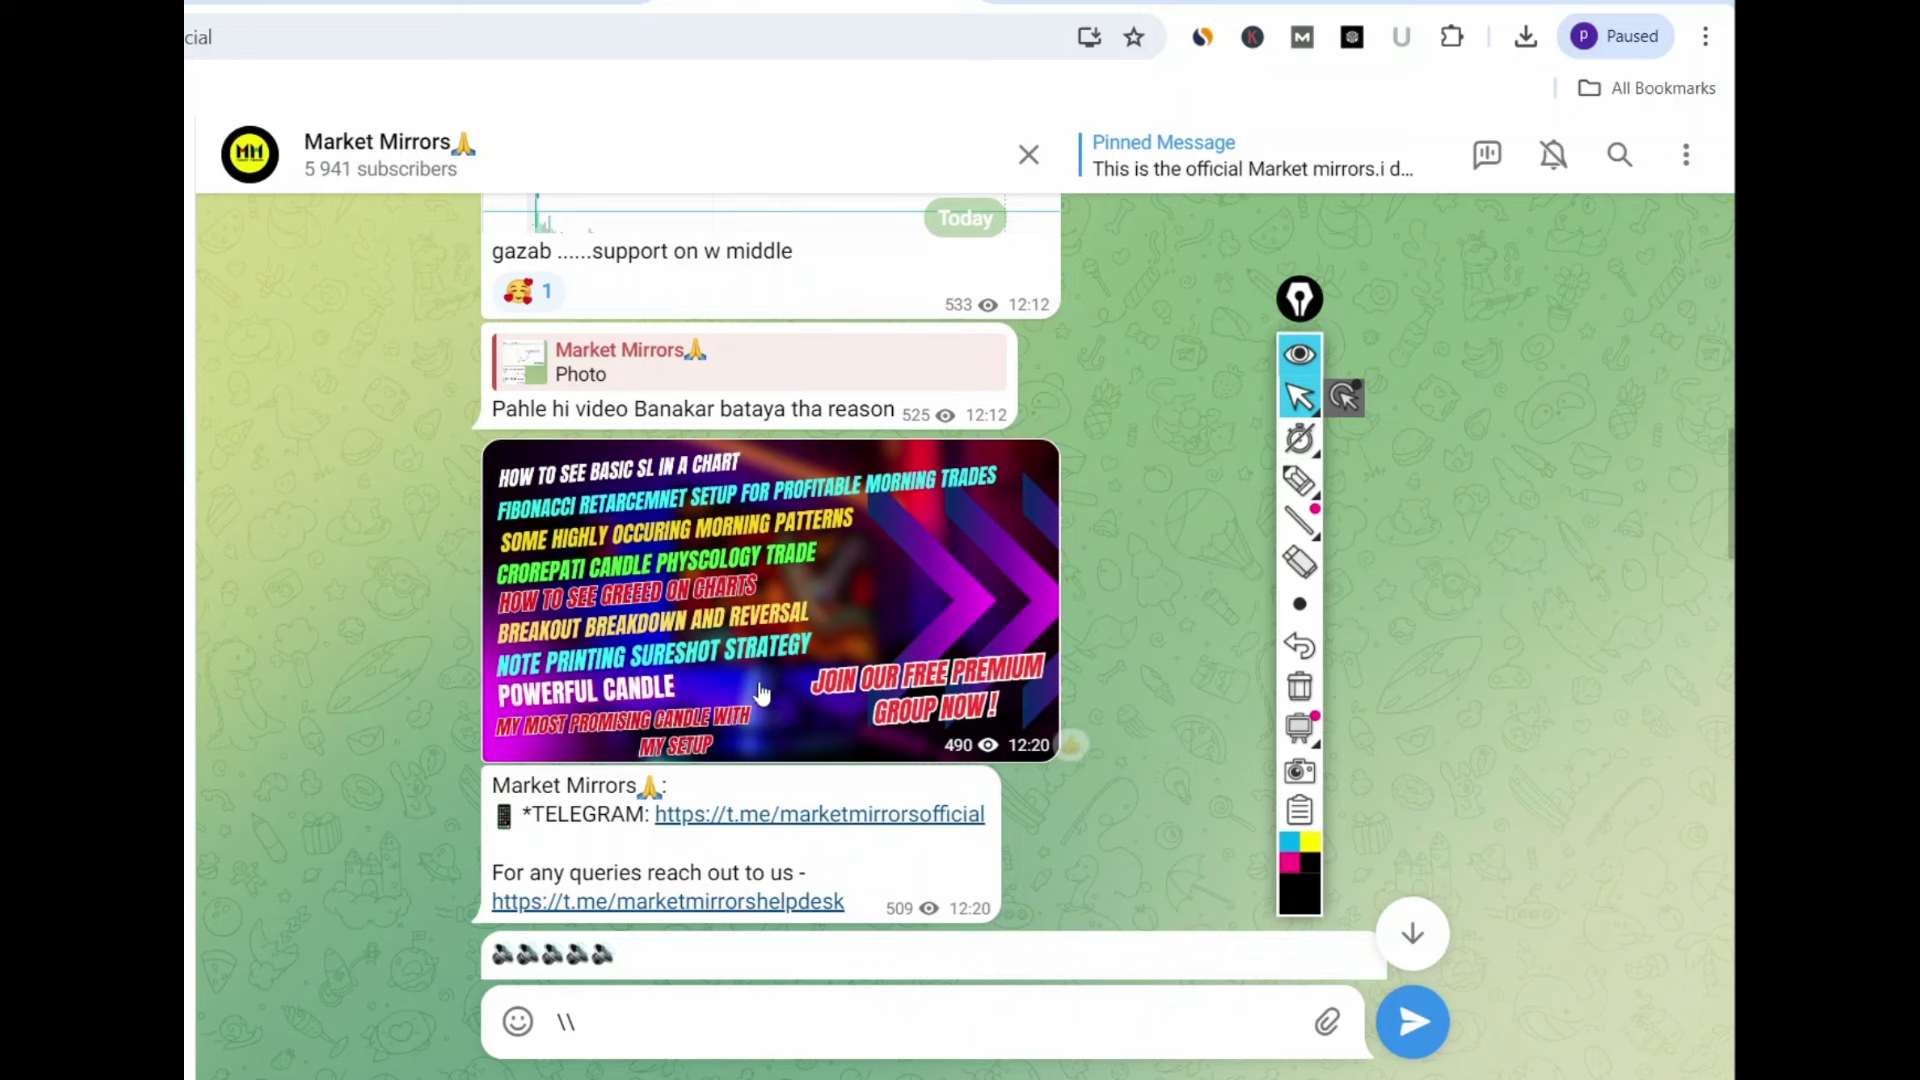 cial
K
M
U
P
Paused
All Bookmarks
MM
Market Mirrors🙏
5 941 subscribers
Pinned Message
This is the official Market mirrors.i d...
Today
gazab ......support on w middle
🥰 1
533 12:12
Market Mirrors🙏
Photo
Pahle hi video Banakar bataya tha reason
525 12:12
HOW TO SEE BASIC SL IN A CHART
FIBONACCI RETARCEMNET SETUP FOR PROFITABLE MORNING TRADES
SOME HIGHLY OCCURING MORNING PATTERNS
CROREPATI CANDLE PHYSCOLOGY TRADE
HOW TO SEE GREEED ON CHARTS
BREAKOUT BREAKDOWN AND REVERSAL
NOTE PRINTING SURESHOT STRATEGY
POWERFUL CANDLE
MY MOST PROMISING CANDLE WITH
MY SETUP
JOIN OUR FREE PREMIUM
GROUP NOW !
490 12:20
Market Mirrors🙏:
📱 *TELEGRAM: https://t.me/marketmirrorsofficial
For any queries reach out to us -
https://t.me/marketmirrorshelpdesk
509 12:20
🔊🔊🔊🔊🔊
\\